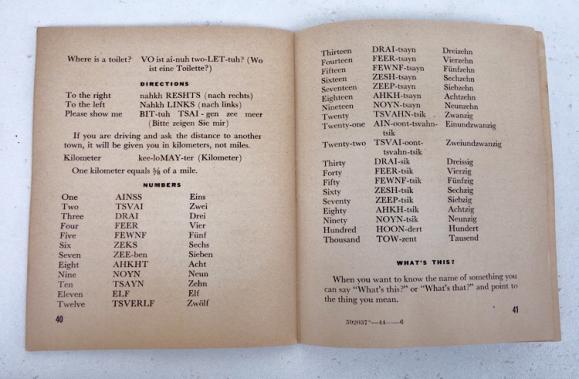 Where is a toilet? VO ist ai-nuh two-LET-tuh? (Wo
ist eine Toilette?)
DIRECTIONS
To the right nahkh RESHTS (nach rechts)
To the left Nahkh LINKS (nach links)
Please show me BIT-tuh TSAI-gen zee meer
(Bitte zeigen Sie mir)
If you are driving and ask the distance to another
town, it will be given you in kilometers, not miles.
Kilometer kee-loMAY-ter (Kilometer)
One kilometer equals ⅝ of a mile.
NUMBERS
One AINSS Eins
Two TSVAI Zwei
Three DRAI Drei
Four FEER Vier
Five FEWNF Fünf
Six ZEKS Sechs
Seven ZEE-ben Sieben
Eight AHKHT Acht
Nine NOYN Neun
Ten TSAYN Zehn
Eleven ELF Elf
Twelve TSVERLF Zwölf
40
Thirteen DRAI-tsayn Dreizehn
Fourteen FEER-tsayn Vierzehn
Fifteen FEWNF-tsayn Fünfzehn
Sixteen ZESH-tsayn Sechzehn
Seventeen ZEEP-tsayn Siebzehn
Eighteen AHKH-tsayn Achtzehn
Nineteen NOYN-tsayn Neunzehn
Twenty TSVAHN-tsik Zwanzig
Twenty-one AIN-oont-tsvahn- Einundzwanzig
tsik
Twenty-two TSVAI-oont- Zweiundzwanzig
tsvahn-tsik
Thirty DRAI-sik Dreissig
Forty FEER-tsik Vierzig
Fifty FEWNF-tsik Fünfzig
Sixty ZESH-tsik Sechzig
Seventy ZEEP-tsik Siebzig
Eighty AHKH-tsik Achtzig
Ninety NOYN-tsik Neunzig
Hundred HOON-dert Hundert
Thousand TOW-zent Tausend
WHAT'S THIS?
When you want to know the name of something you
can say "What's this?" or "What's that?" and point to
the thing you mean.
592037°—44——6
41